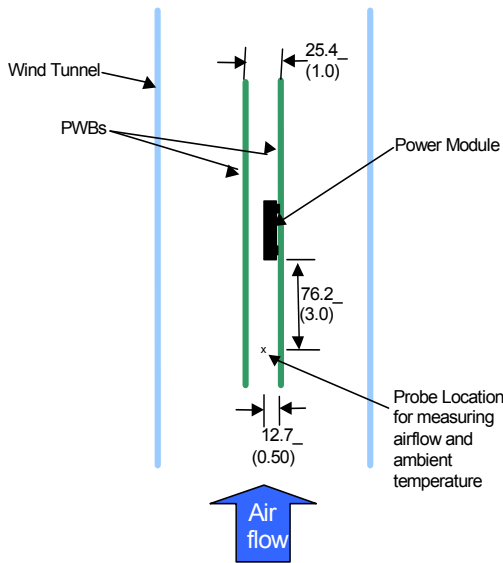 25.4_
(1.0)
Wind Tunnel
PWBs
Power Module
76.2_
(3.0)
x
Probe Location
for measuring
airflow and
ambient
temperature
12.7_
(0.50)
Air
flow